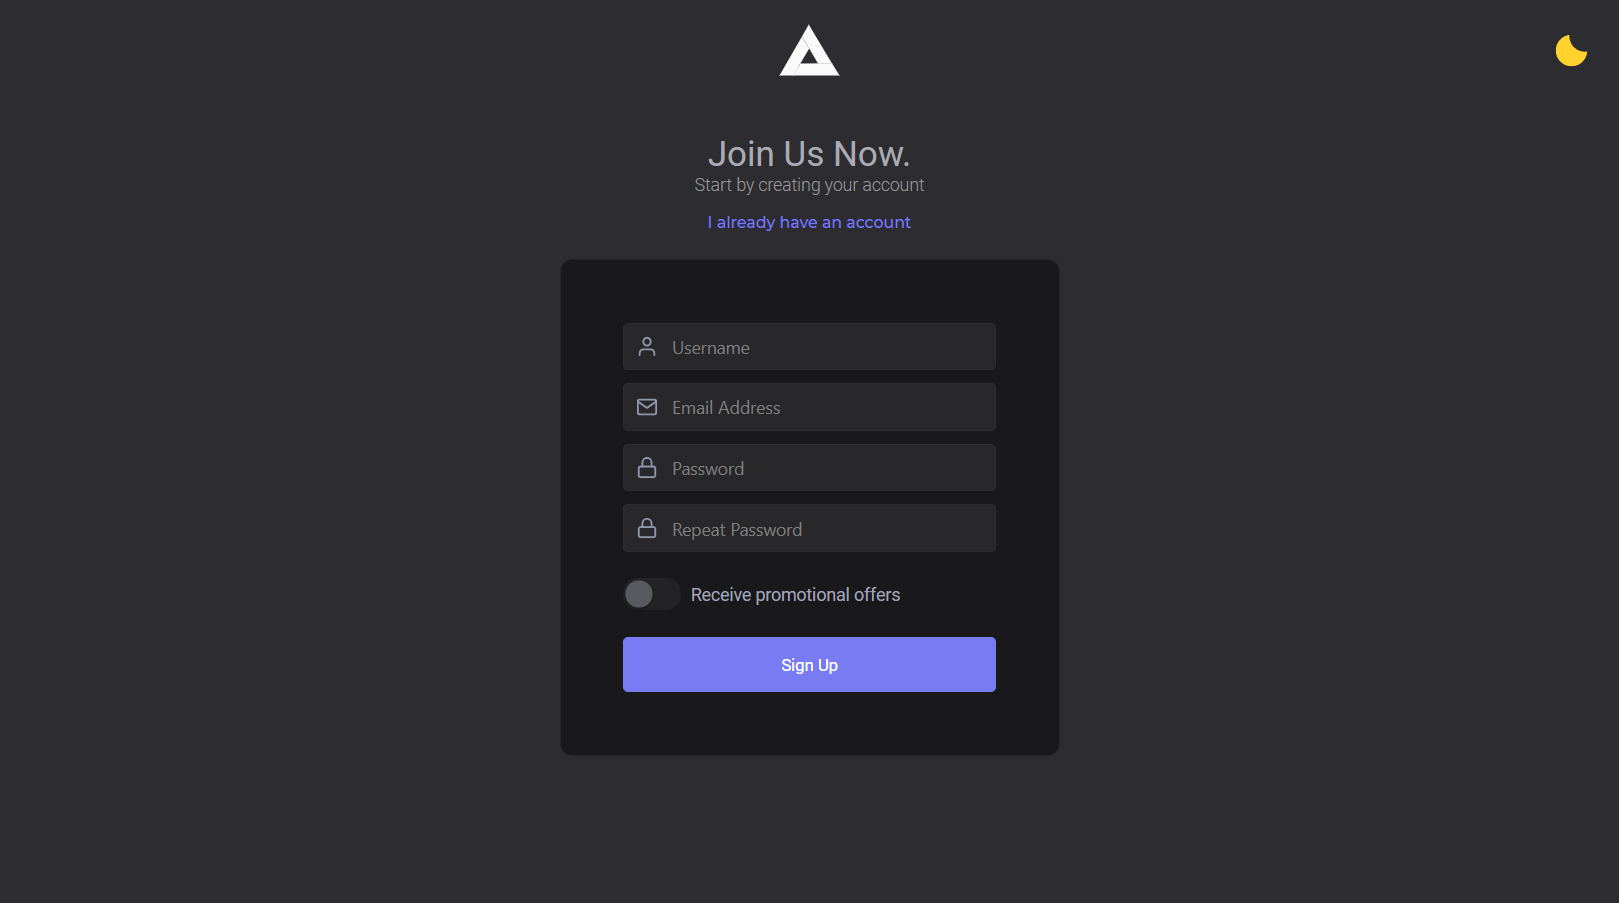 Join Us Now.
Start by creating your account
I already have an account
Username
Email Address
Password
Repeat Password
Receive promotional offers
Sign Up